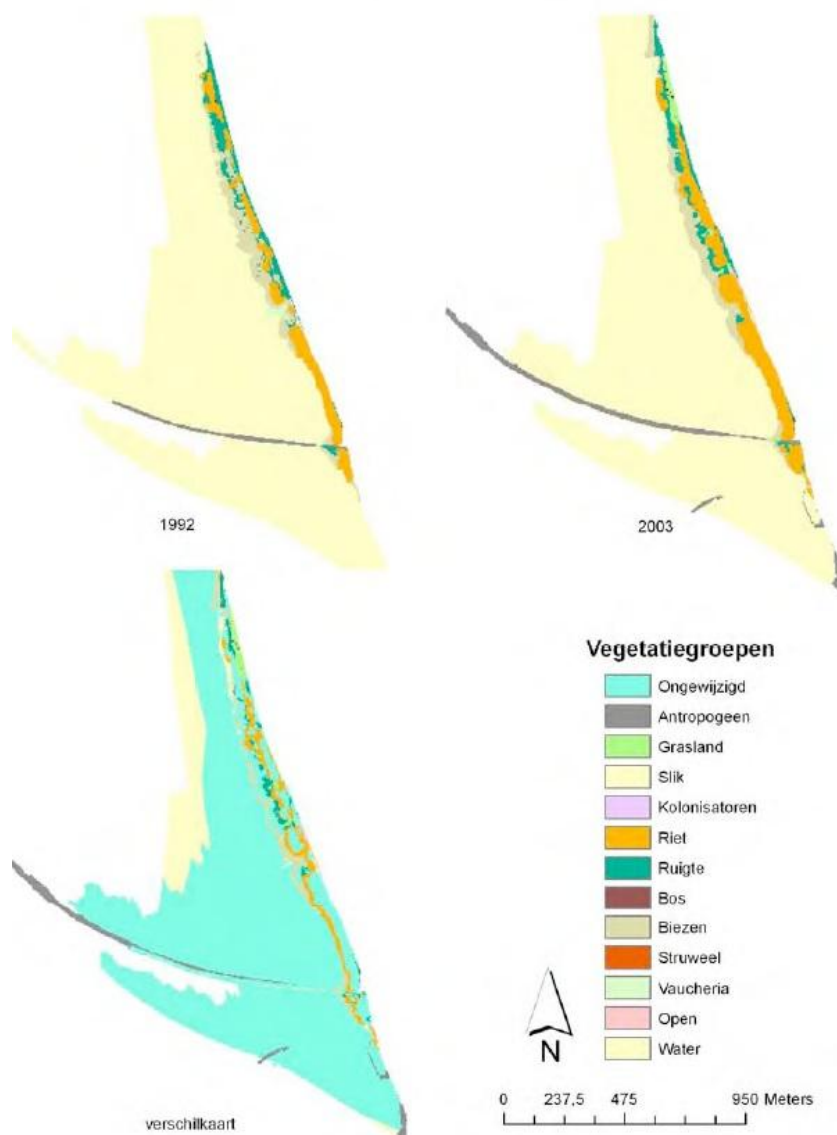 1992
2003
verschilkaart
Vegetatiegroepen
Ongewijzigd
Antropogeen
Grasland
Slik
Kolonisatoren
Riet
Ruigte
Bos
Biezen
Struweel
Vaucheria
Open
Water
N
0 237,5 475 950 Meters